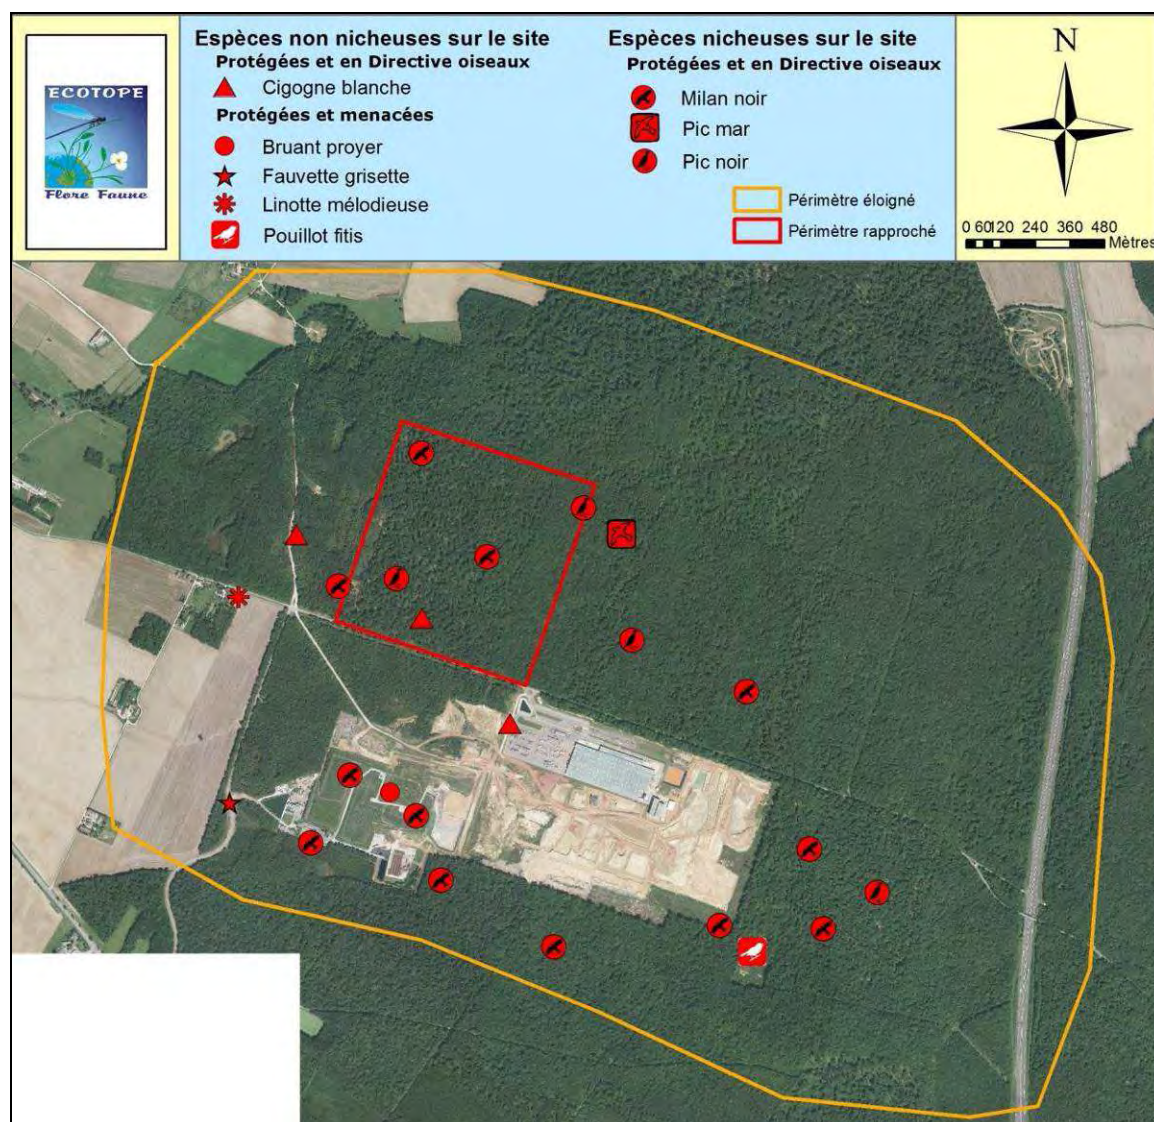 ECOTOPE
Flore Faune
Espèces non nicheuses sur le site
Protégées et en Directive oiseaux
Cigogne blanche
Protégées et menacées
Bruant proyer
Fauvette grisette
Linotte mélodieuse
Pouillot fitis
Espèces nicheuses sur le site
Protégées et en Directive oiseaux
Milan noir
Pic mar
Pic noir
Périmètre éloigné
Périmètre rapproché
N
0 60120 240 360 480
Mètres